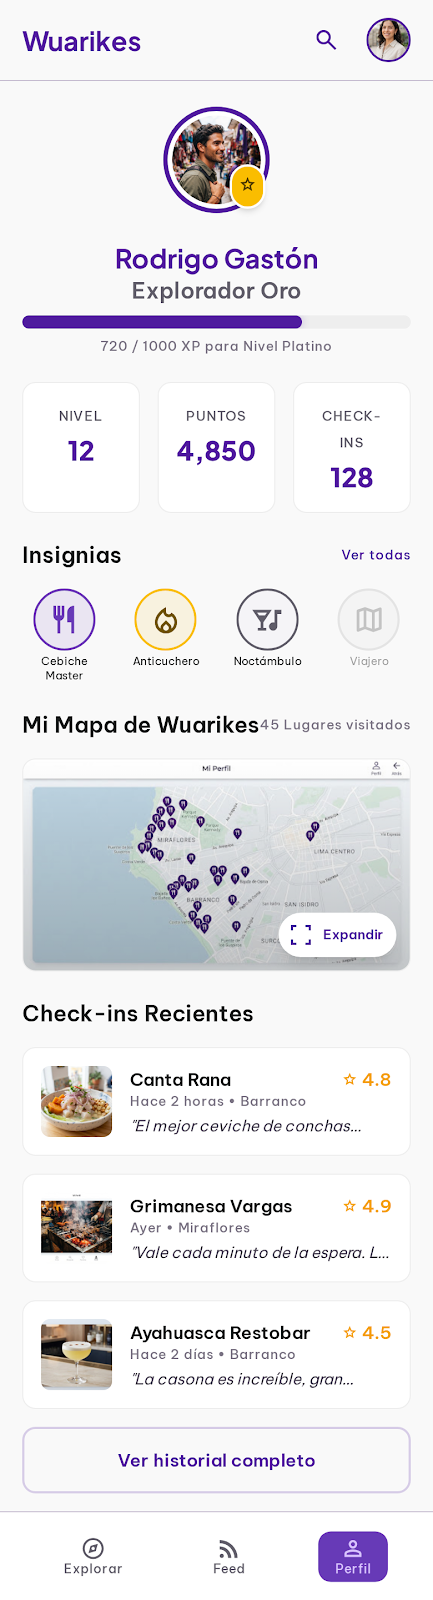 Wuarikes
Rodrigo Gastón
Explorador Oro
720 / 1000 XP para Nivel Platino
NIVEL
12
PUNTOS
4,850
CHECK-
INS
128
Insignias
Ver todas
Cebiche
Master
Anticuchero
Noctámbulo
Viajero
Mi Mapa de Wuarikes
45 Lugares visitados
Mi Perfil
MIRAFLORES
LIMA CENTRO
BARRANCO
SAN ISIDRO
Expandir
Check-ins Recientes
Canta Rana
4.8
Hace 2 horas • Barranco
"El mejor ceviche de conchas...
Grimanesa Vargas
4.9
Ayer • Miraflores
"Vale cada minuto de la espera. L...
Ayahuasca Restobar
4.5
Hace 2 días • Barranco
"La casona es increíble, gran...
Ver historial completo
Explorar
Feed
Perfil